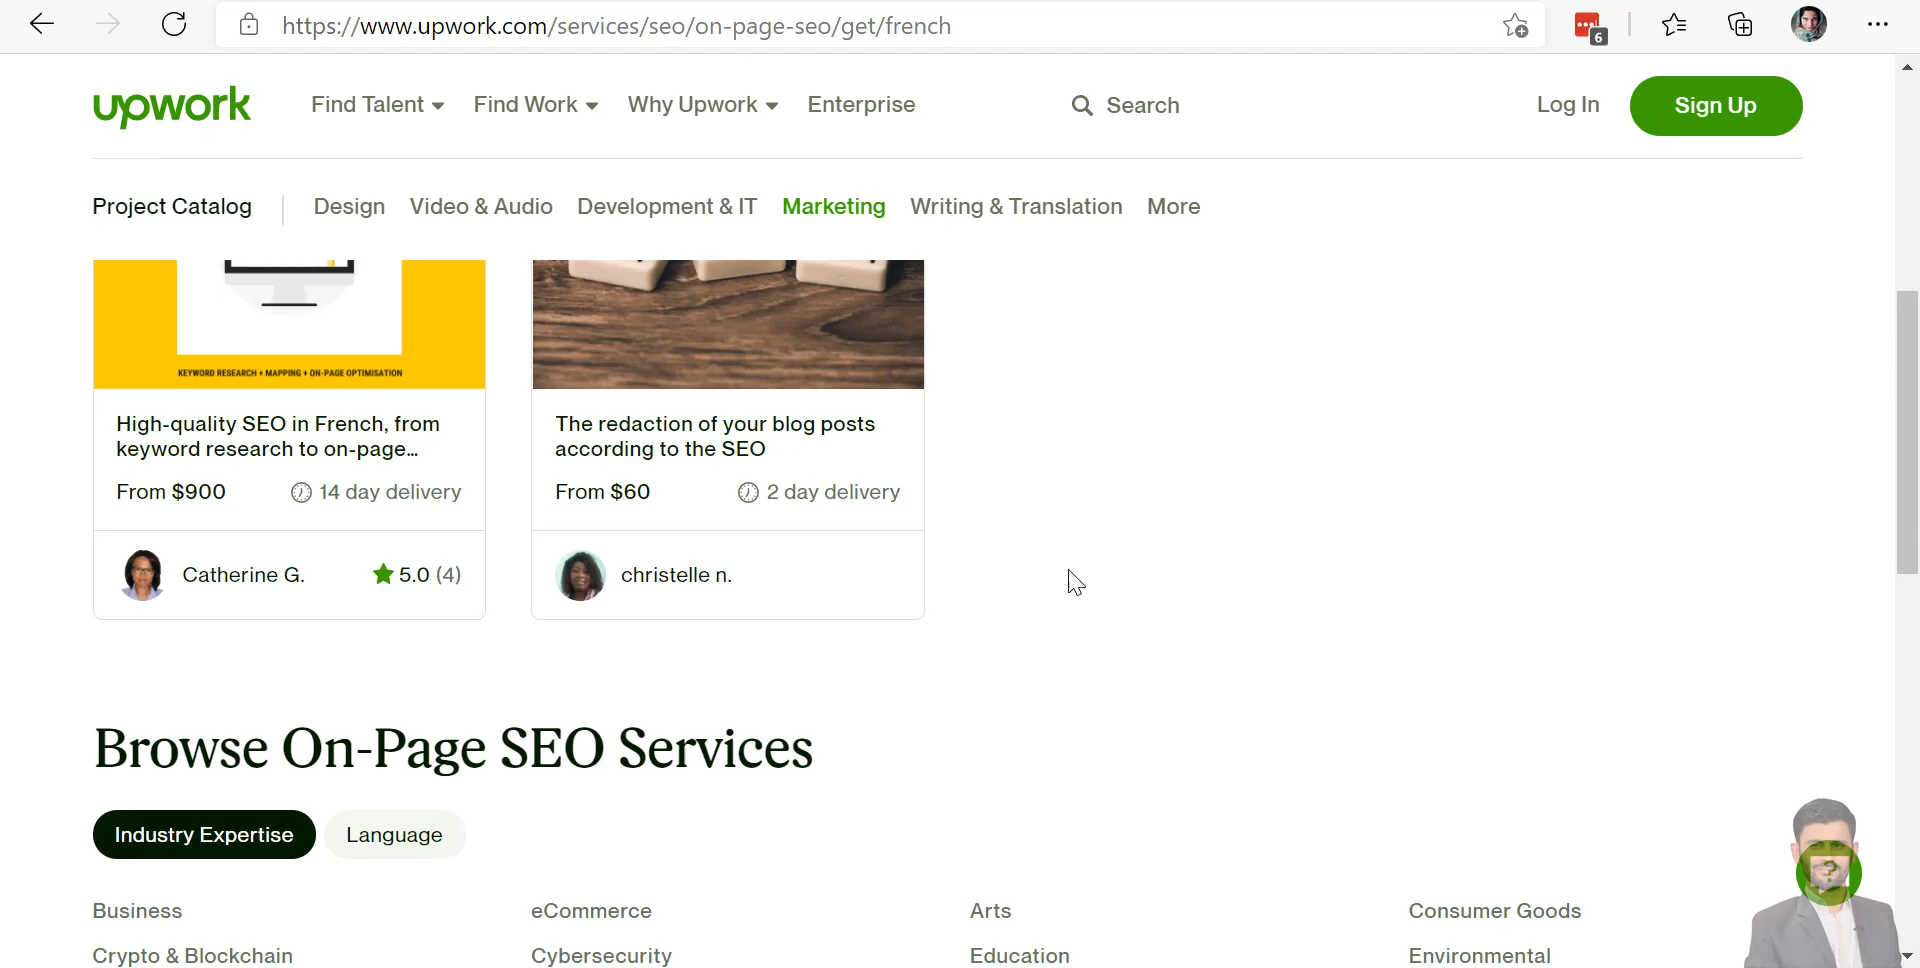 https://www.upwork.com/services/seo/on-page-seo/get/french
6
upwork
Find Talent
Find Work
Why Upwork
Enterprise
Search
Log In
Sign Up
Project Catalog
Design
Video & Audio
Development & IT
Marketing
Writing & Translation
More
KEYWORD RESEARCH + MAPPING + ON-PAGE OPTIMISATION
High-quality SEO in French, from
keyword research to on-page...
From $900
14 day delivery
Catherine G.
5.0 (4)
The redaction of your blog posts
according to the SEO
From $60
2 day delivery
christelle n.
Browse On-Page SEO Services
Industry Expertise
Language
Business
eCommerce
Arts
Consumer Goods
Crypto & Blockchain
Cybersecurity
Education
Environmental
?